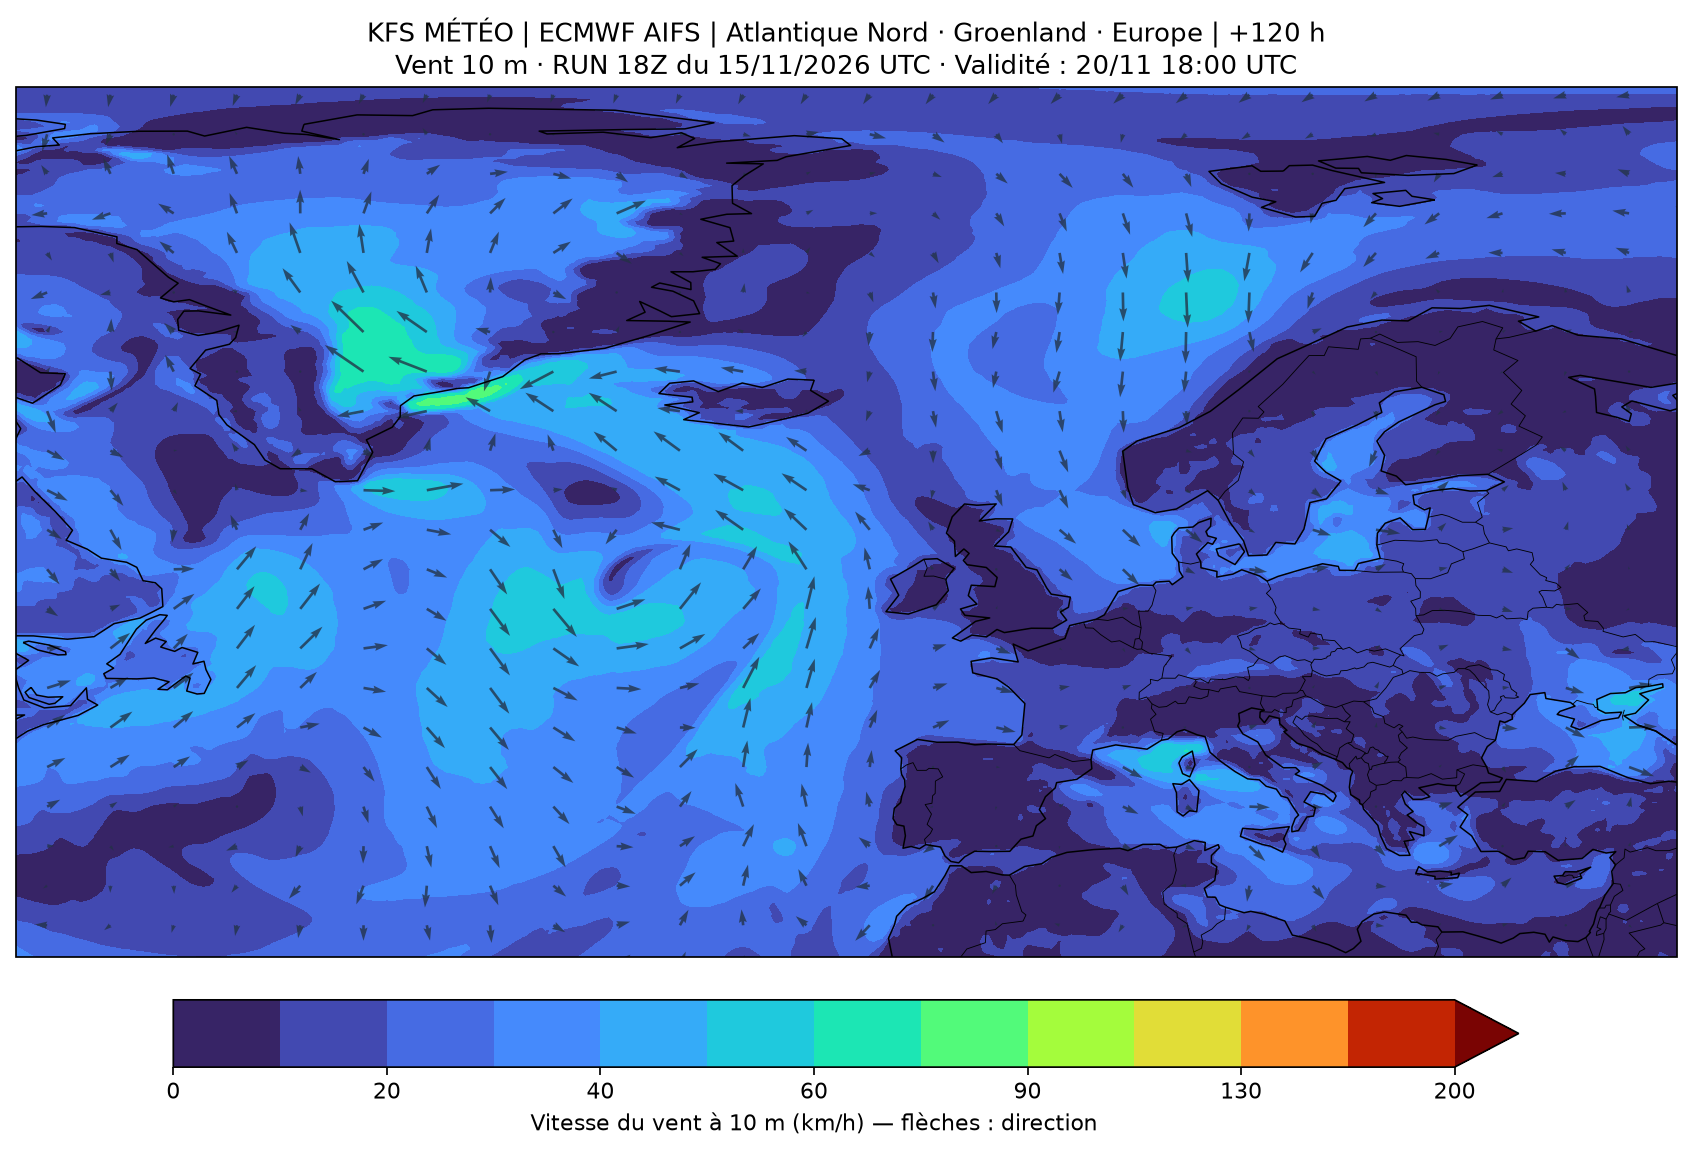 KFS MÉTÉO | ECMWF AIFS | Atlantique Nord · Groenland · Europe | +120 h
Vent 10 m · RUN 18Z du 15/11/2026 UTC · Validité : 20/11 18:00 UTC
0 20 40 60 90 130 200
Vitesse du vent à 10 m (km/h) — flèches : direction